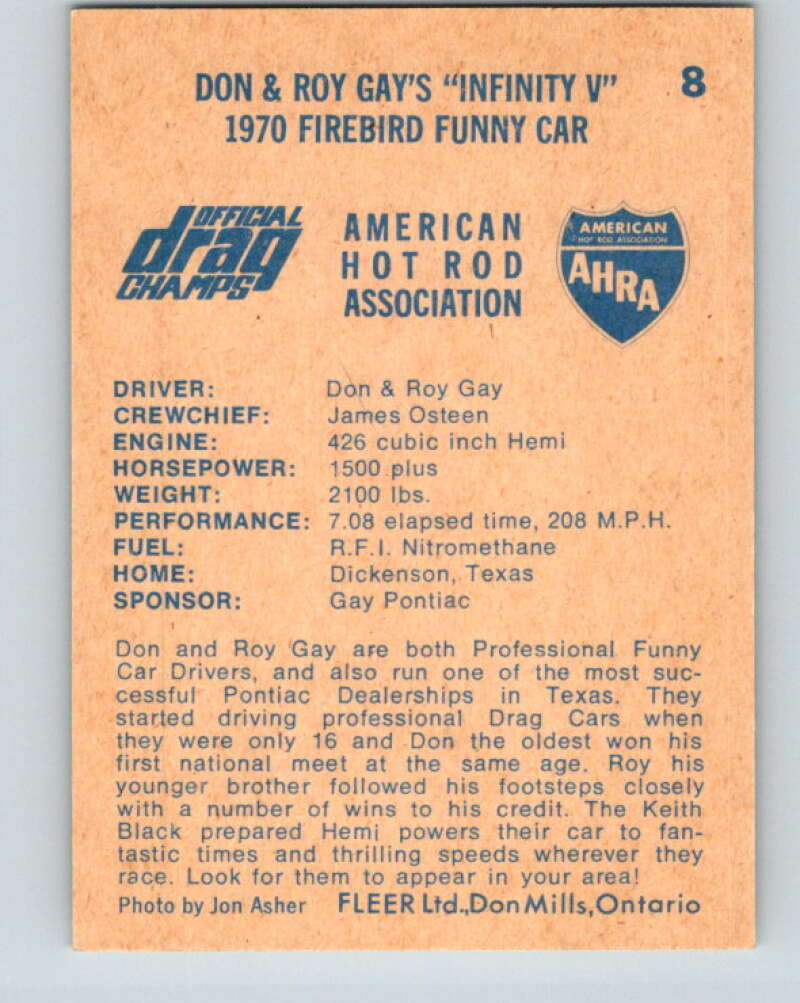 DON & ROY GAY'S "INFINITY V" 8
1970 FIREBIRD FUNNY CAR
OFFICIAL
drag
CHAMPS
AMERICAN
HOT ROD
ASSOCIATION
AMERICAN
HOT ROD ASSOCIATION
AHRA
DRIVER: Don & Roy Gay
CREWCHIEF: James Osteen
ENGINE: 426 cubic inch Hemi
HORSEPOWER: 1500 plus
WEIGHT: 2100 lbs.
PERFORMANCE: 7.08 elapsed time, 208 M.P.H.
FUEL: R.F.I. Nitromethane
HOME: Dickenson, Texas
SPONSOR: Gay Pontiac
Don and Roy Gay are both Professional Funny
Car Drivers, and also run one of the most suc-
cessful Pontiac Dealerships in Texas. They
started driving professional Drag Cars when
they were only 16 and Don the oldest won his
first national meet at the same age. Roy his
younger brother followed his footsteps closely
with a number of wins to his credit. The Keith
Black prepared Hemi powers their car to fan-
tastic times and thrilling speeds wherever they
race. Look for them to appear in your area!
Photo by Jon Asher FLEER Ltd., Don Mills, Ontario